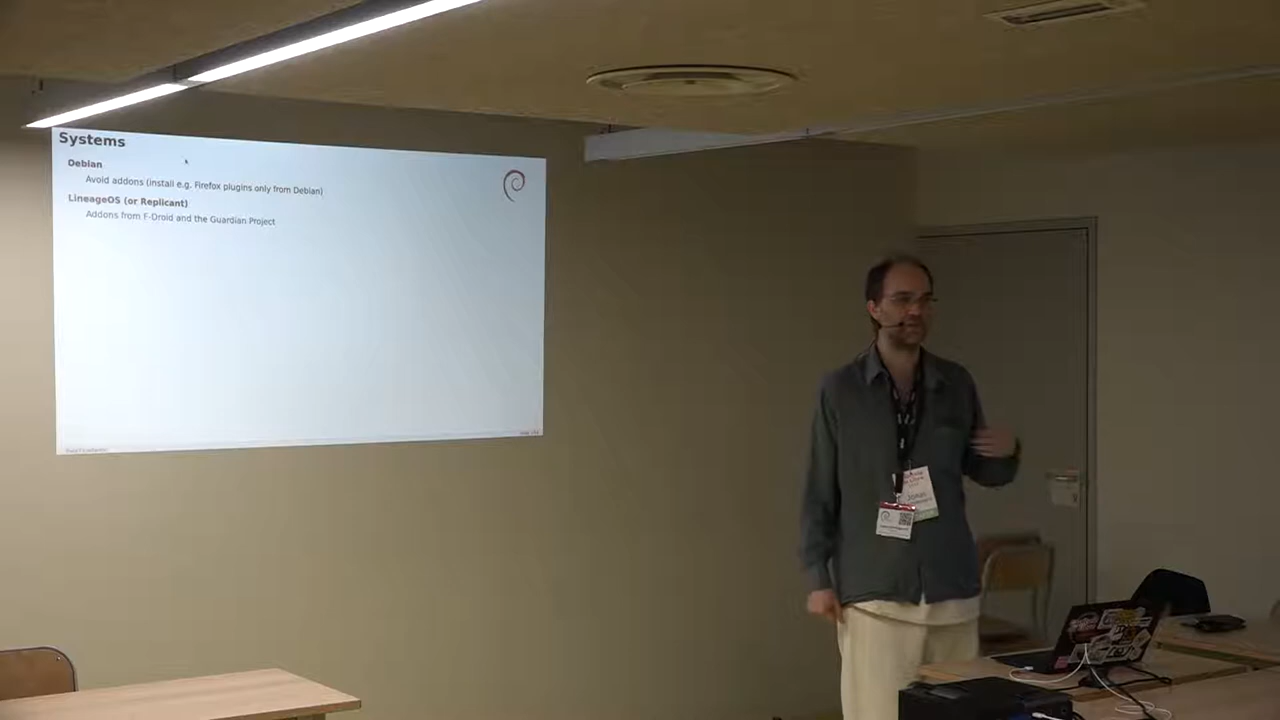 Systems
Debian
Avoid addons (install e.g. Firefox plugins only from Debian)
LineageOS (or Replicant)
Addons from F-Droid and the Guardian Project
Jonas